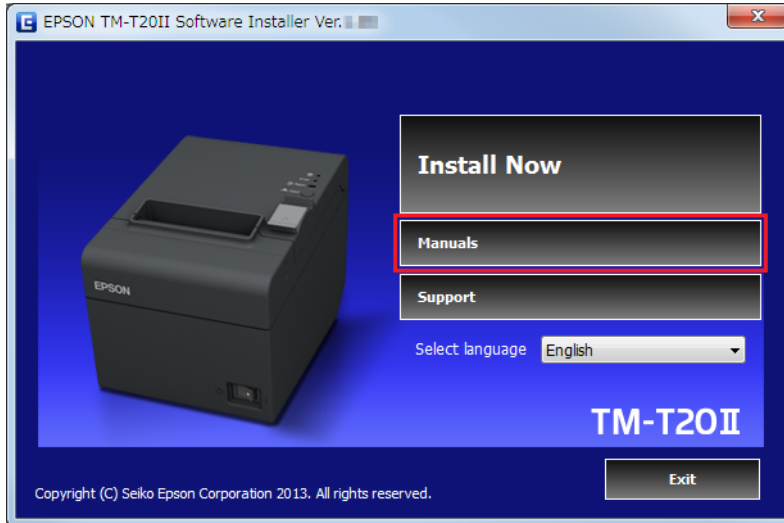 EPSON TM-T20II Software Installer Ver.
Install Now
Manuals
Support
Select language English
EPSON
TM-T20II
Exit
Copyright (C) Seiko Epson Corporation 2013. All rights reserved.